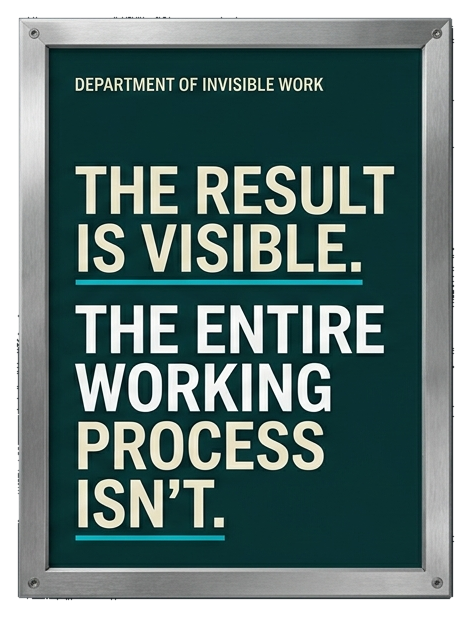 DEPARTMENT OF INVISIBLE WORK
THE RESULT
IS VISIBLE.
THE ENTIRE
WORKING
PROCESS
ISN'T.